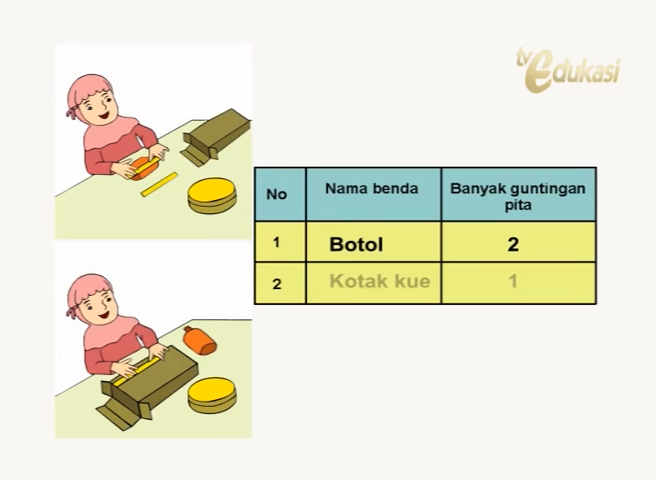 tv edukasi
No Nama benda Banyak guntingan
pita
1 Botol 2
2 Kotak kue 1